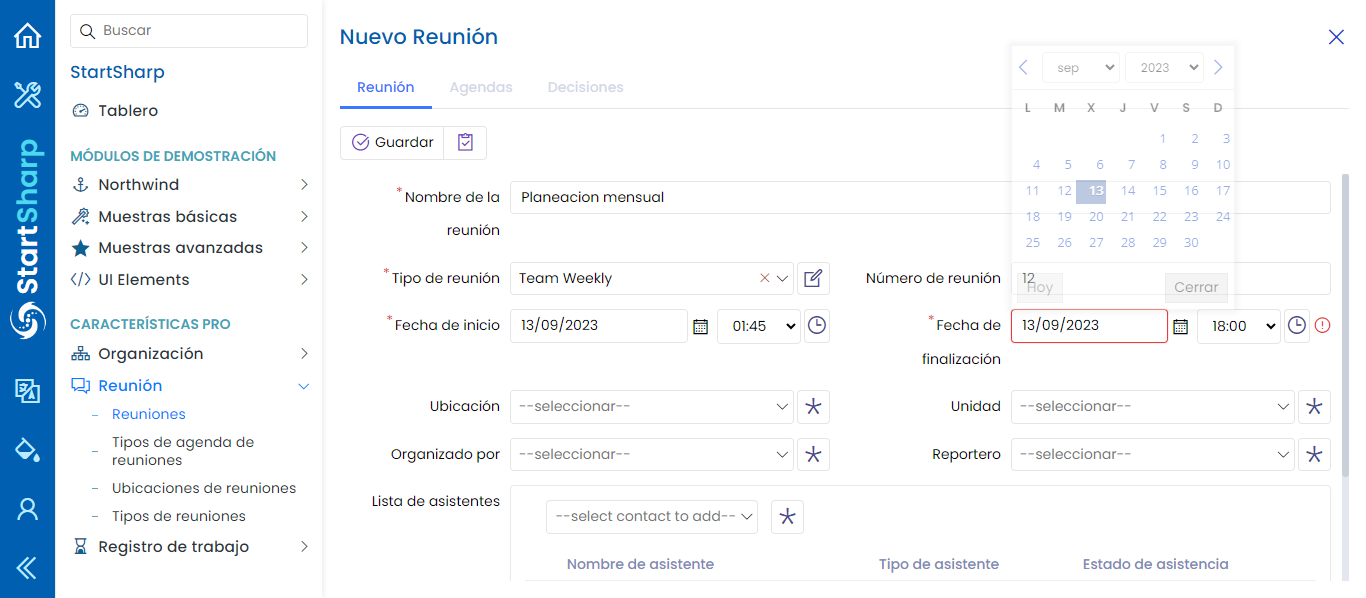 Buscar
StartSharp
Tablero
MÓDULOS DE DEMOSTRACIÓN
Northwind
Muestras básicas
Muestras avanzadas
UI Elements
CARACTERÍSTICAS PRO
Organización
Reunión
Reuniones
Tipos de agenda de
reuniones
Ubicaciones de reuniones
Tipos de reuniones
Registro de trabajo
StartSharp
Nuevo Reunión
Reunión Agendas Decisiones
Guardar
*Nombre de la
reunión
Planeacion mensual
*Tipo de reunión Team Weekly
Número de reunión 12
*Fecha de inicio 13/09/2023 01:45
*Fecha de
finalización
13/09/2023 18:00
Ubicación --seleccionar--
Unidad --seleccionar--
Organizado por --seleccionar--
Reportero --seleccionar--
Lista de asistentes
--select contact to add--
Nombre de asistente Tipo de asistente Estado de asistencia
sep 2023
L M X J V S D
1 2 3
4 5 6 7 8 9 10
11 12 13 14 15 16 17
18 19 20 21 22 23 24
25 26 27 28 29 30
Hoy Cerrar